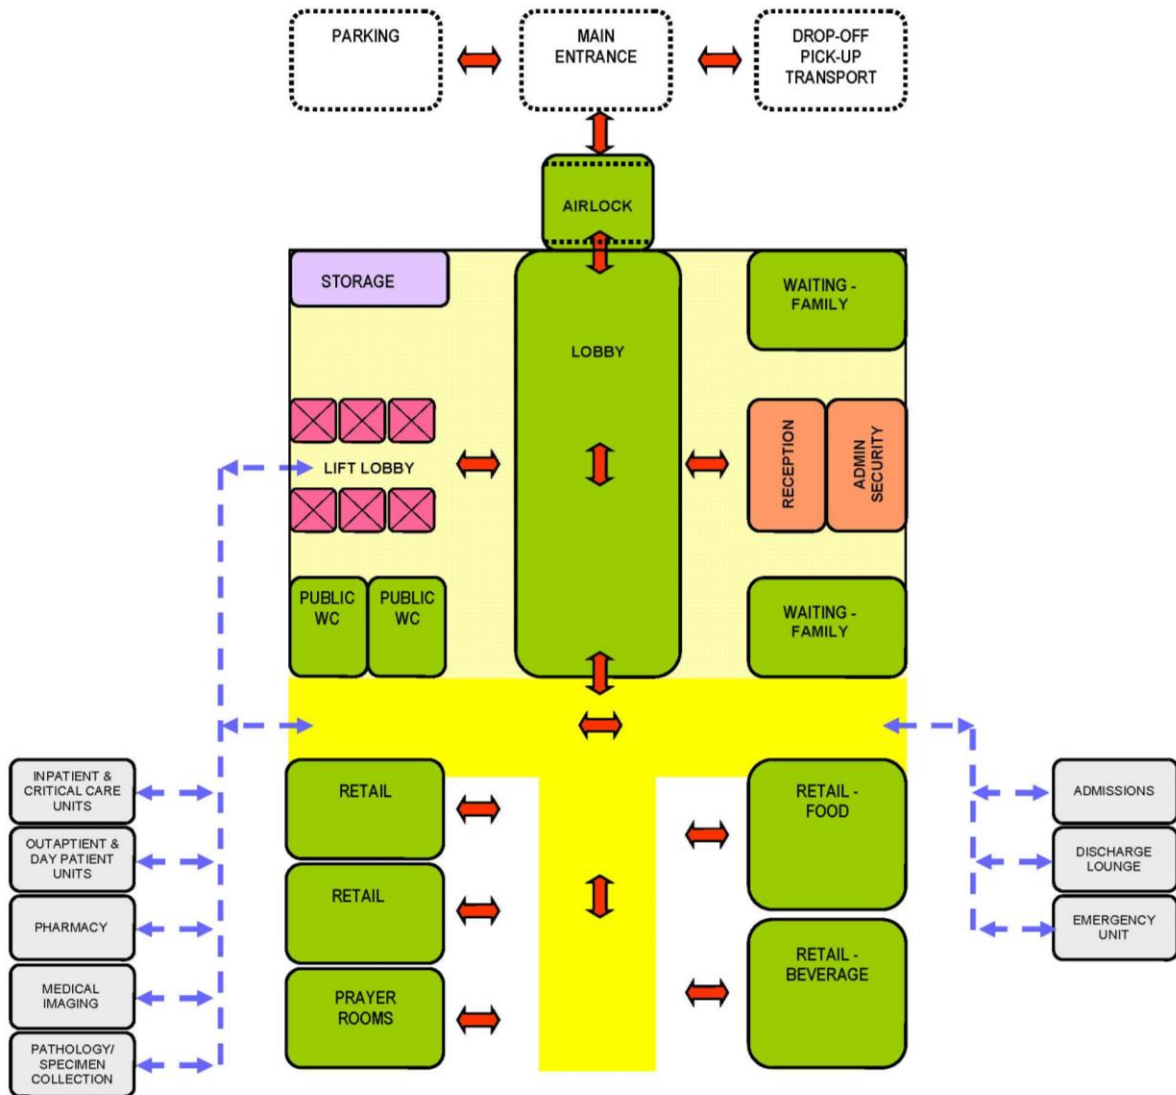 PARKING
MAIN
ENTRANCE
DROP-OFF
PICK-UP
TRANSPORT
AIRLOCK
STORAGE
LOBBY
WAITING -
FAMILY
LIFT LOBBY
RECEPTION
ADMIN
SECURITY
PUBLIC
WC
PUBLIC
WC
WAITING -
FAMILY
INPATIENT &
CRITICAL CARE
UNITS
OUTAPTIENT &
DAY PATIENT
UNITS
PHARMACY
MEDICAL
IMAGING
PATHOLOGY/
SPECIMEN
COLLECTION
RETAIL
RETAIL
PRAYER
ROOMS
RETAIL -
FOOD
RETAIL -
BEVERAGE
ADMISSIONS
DISCHARGE
LOUNGE
EMERGENCY
UNIT